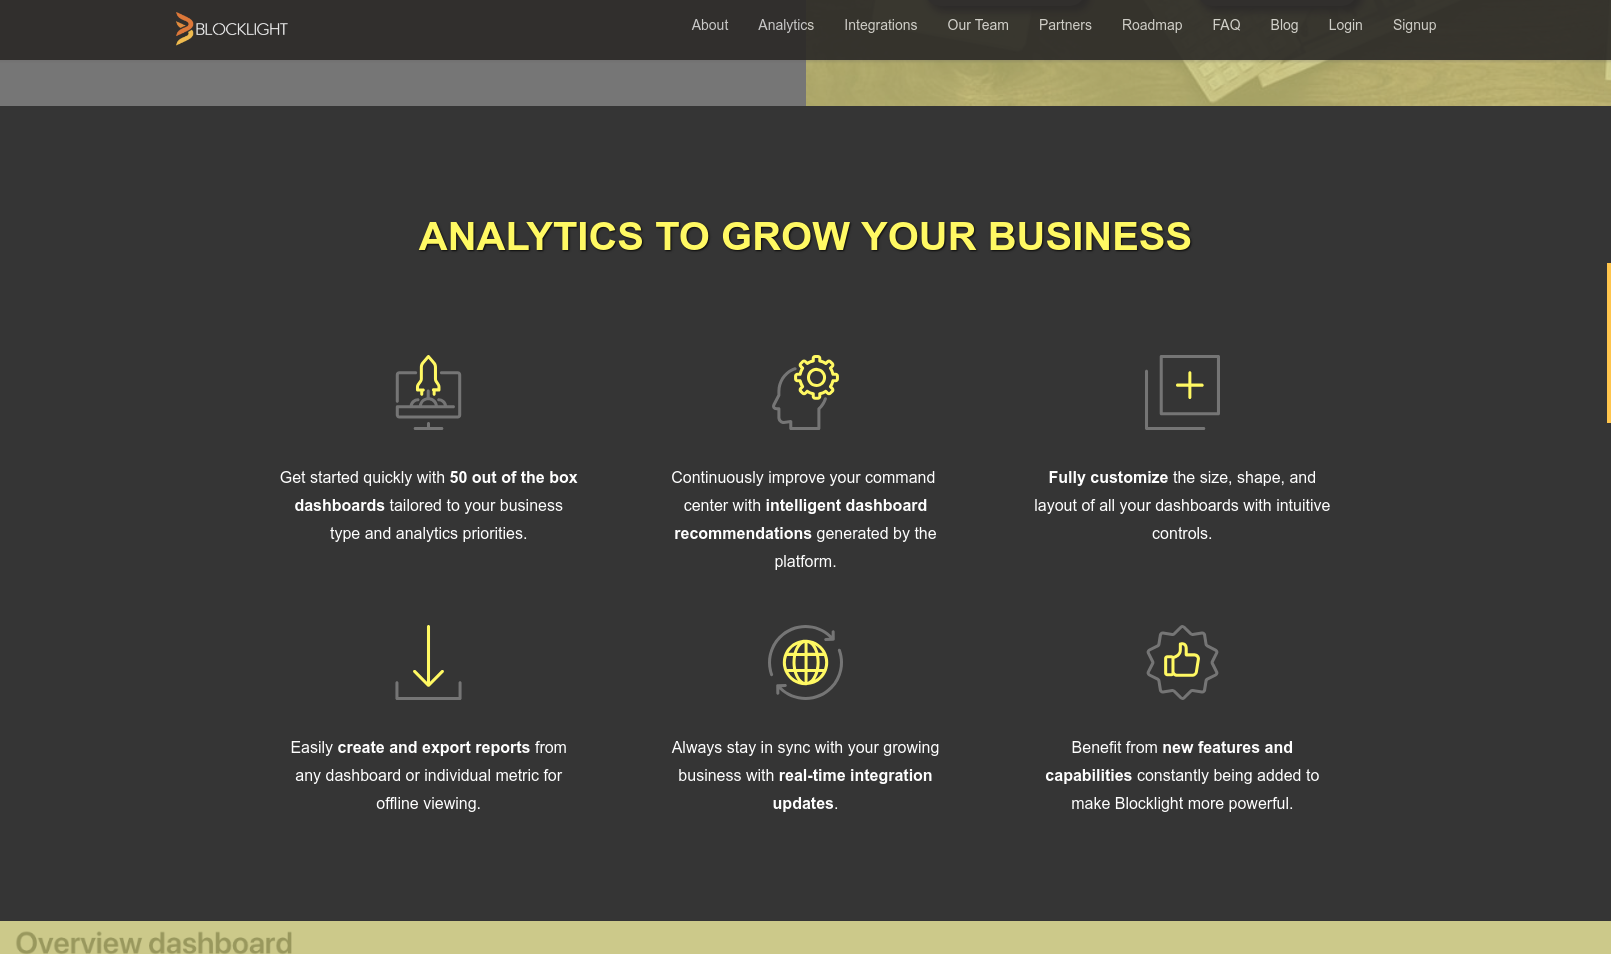 BLOCKLIGHT
About Analytics Integrations Our Team Partners Roadmap FAQ Blog Login Signup
ANALYTICS TO GROW YOUR BUSINESS
Get started quickly with 50 out of the box
dashboards tailored to your business
type and analytics priorities.
Continuously improve your command
center with intelligent dashboard
recommendations generated by the
platform.
Fully customize the size, shape, and
layout of all your dashboards with intuitive
controls.
Easily create and export reports from
any dashboard or individual metric for
offline viewing.
Always stay in sync with your growing
business with real-time integration
updates.
Benefit from new features and
capabilities constantly being added to
make Blocklight more powerful.
Overview dashboard